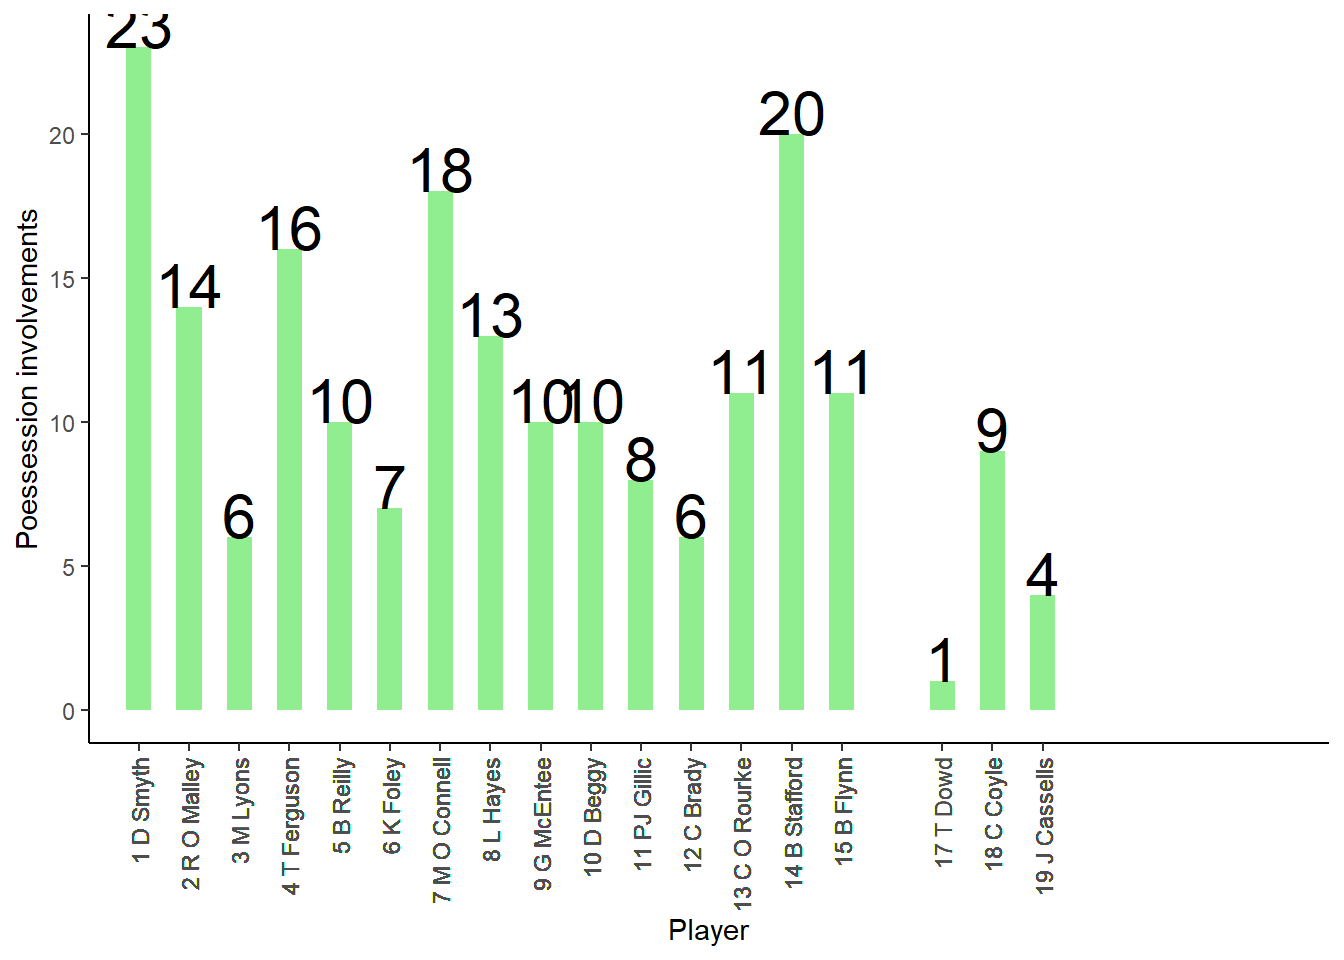 Poessession involvements
20
15
10
5
0
23
14
6
16
10
7
18
13
10
10
8
6
11
20
11
1
9
4
1 D Smyth
2 R O Malley
3 M Lyons
4 T Ferguson
5 B Reilly
6 K Foley
7 M O Connell
8 L Hayes
9 G McEntee
10 D Beggy
11 PJ Gillic
12 C Brady
13 C O Rourke
14 B Stafford
15 B Flynn
17 T Dowd
18 C Coyle
19 J Cassells
Player